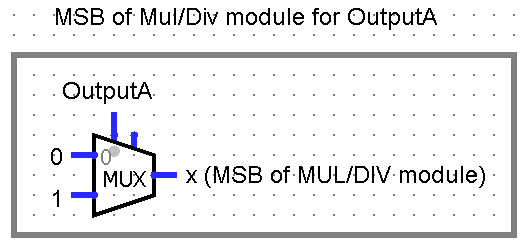 MSB of Mul/Div module for OutputA
OutputA
0
0
MUX
x (MSB of MUL/DIV module)
1